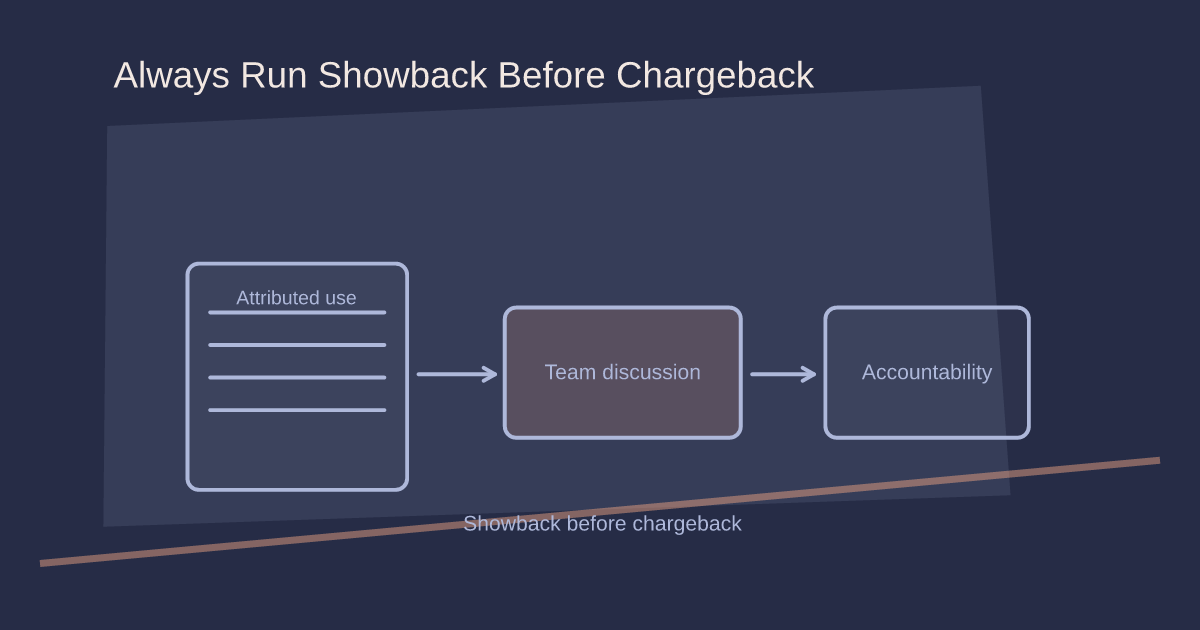 Always Run Showback Before Chargeback
Attributed use
Team discussion
Accountability
Showback before chargeback